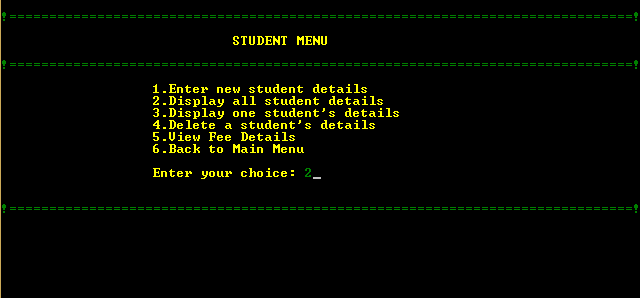 STUDENT MENU
1.Enter new student details
2.Display all student details
3.Display one student's details
4.Delete a student's details
5.View Fee Details
6.Back to Main Menu
Enter your choice: 2_